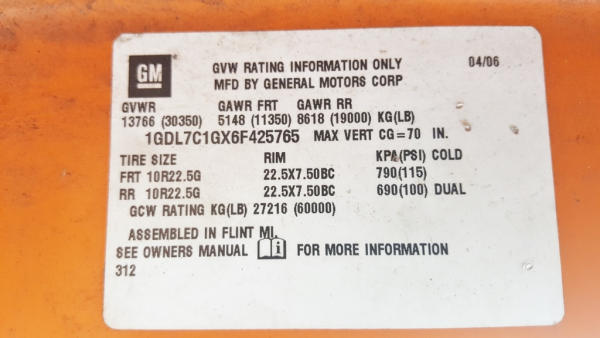 GM
GVW RATING INFORMATION ONLY 04/06
MFD BY GENERAL MOTORS CORP
GVWR GAWR FRT GAWR RR
13766 (30350) 5148 (11350) 8618 (19000) KG(LB)
1GDL7C1GX6F425765 MAX VERT CG=70 IN.
TIRE SIZE RIM KPA(PSI) COLD
FRT 10R22.5G 22.5X7.50BC 790(115)
RR 10R22.5G 22.5X7.50BC 690(100) DUAL
GCW RATING KG(LB) 27216 (60000)
ASSEMBLED IN FLINT MI.
SEE OWNERS MANUAL i FOR MORE INFORMATION
312